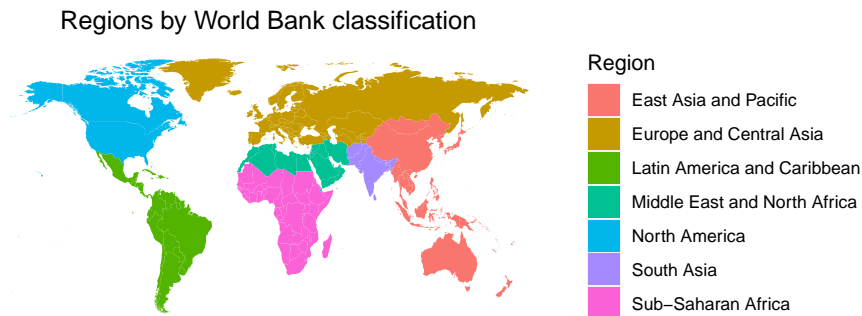 Regions by World Bank classification
Region
East Asia and Pacific
Europe and Central Asia
Latin America and Caribbean
Middle East and North Africa
North America
South Asia
Sub−Saharan Africa